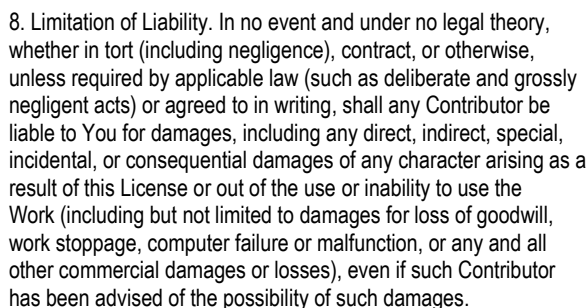 8. Limitation of Liability. In no event and under no legal theory,
whether in tort (including negligence), contract, or otherwise,
unless required by applicable law (such as deliberate and grossly
negligent acts) or agreed to in writing, shall any Contributor be
liable to You for damages, including any direct, indirect, special,
incidental, or consequential damages of any character arising as a
result of this License or out of the use or inability to use the
Work (including but not limited to damages for loss of goodwill,
work stoppage, computer failure or malfunction, or any and all
other commercial damages or losses), even if such Contributor
has been advised of the possibility of such damages.